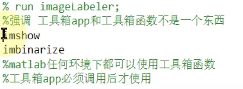 % run imageLabeler;
%强调 工具箱app和工具箱函数不是一个东西
imshow
imbinarize
%matlab任何环境下都可以使用工具箱函数
%工具箱app必须调用后才使用